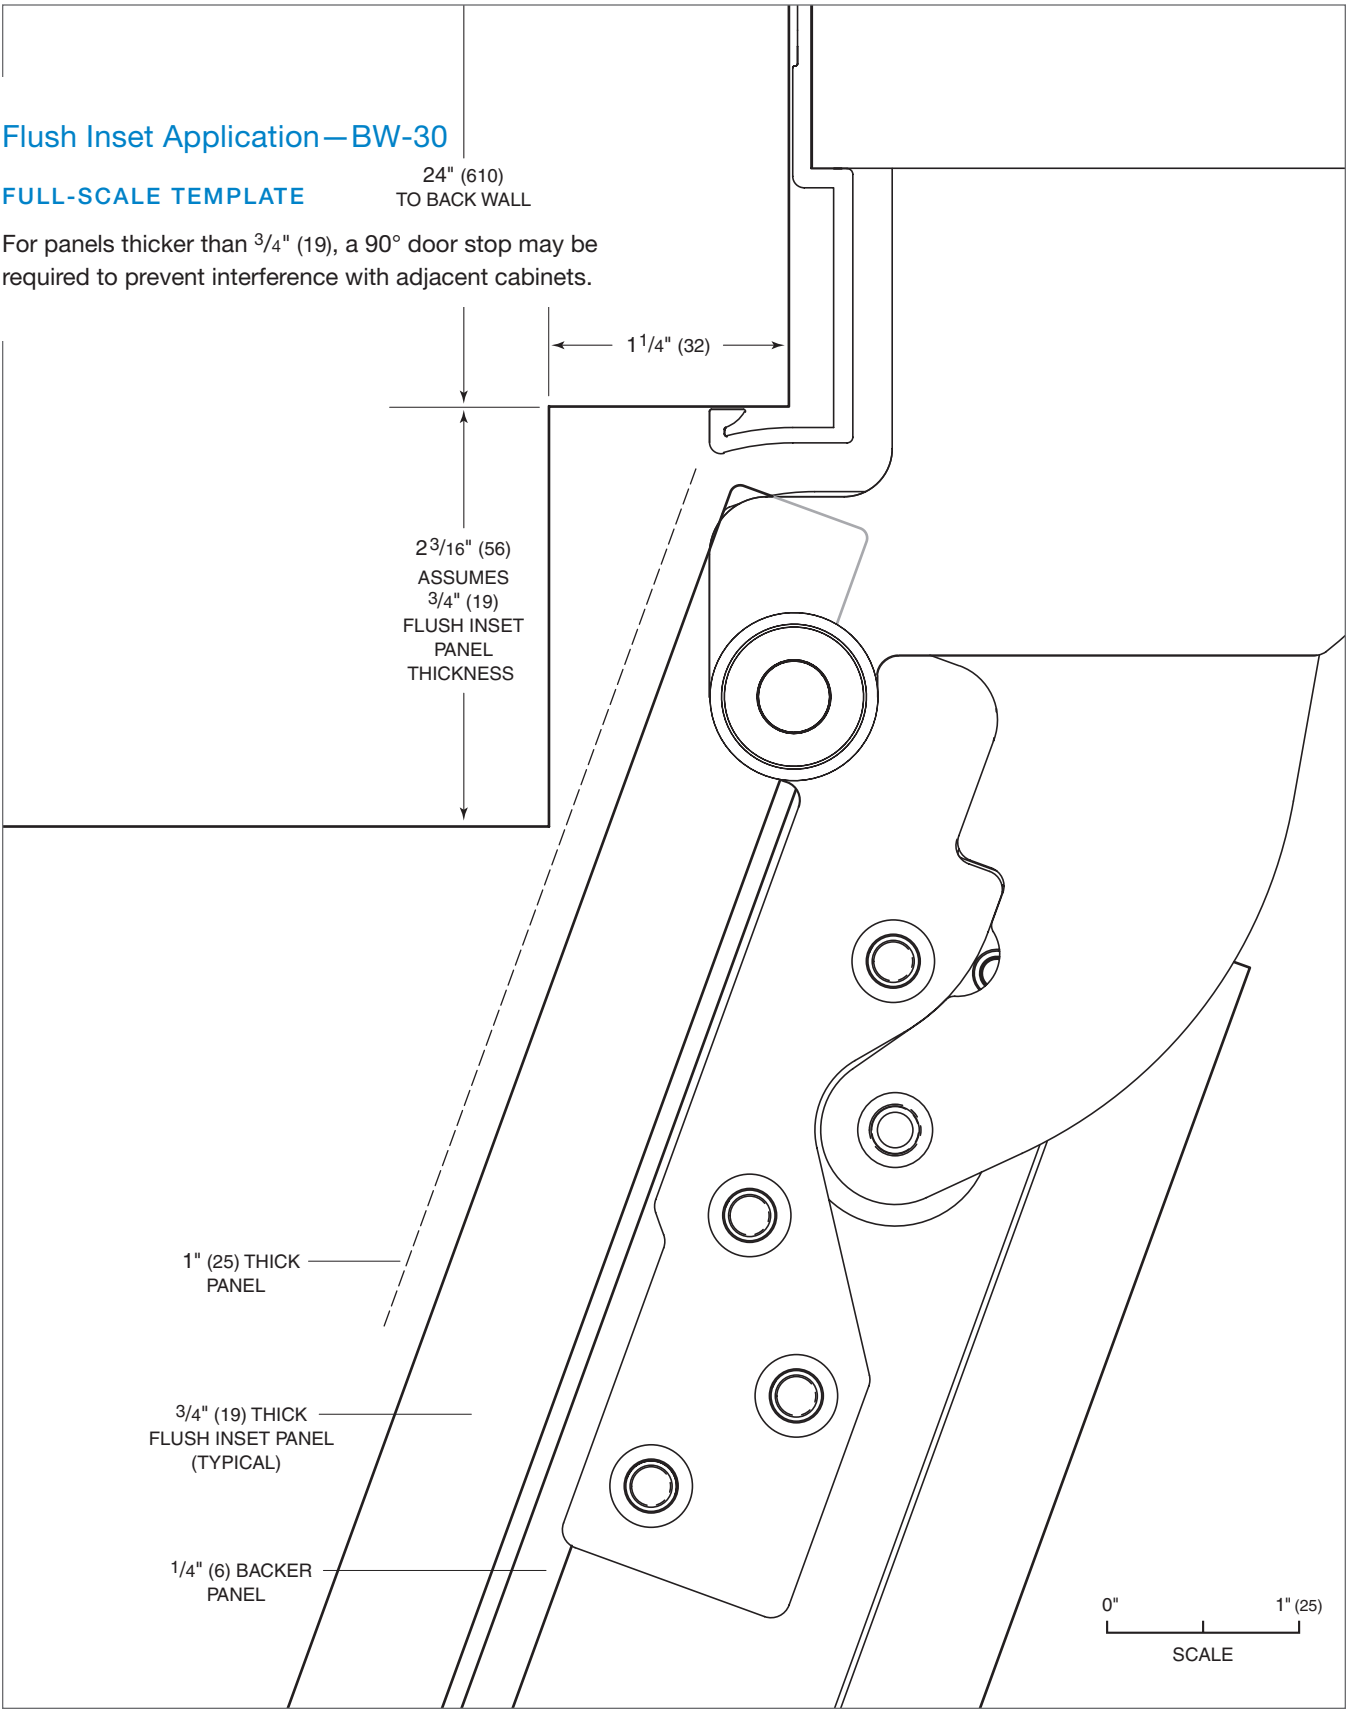 Flush Inset Application—BW-30
FULL-SCALE TEMPLATE
24" (610)
TO BACK WALL
For panels thicker than 3/4" (19), a 90° door stop may be
required to prevent interference with adjacent cabinets.
1 1/4" (32)
2 3/16" (56)
ASSUMES
3/4" (19)
FLUSH INSET
PANEL
THICKNESS
1" (25) THICK
PANEL
3/4" (19) THICK
FLUSH INSET PANEL
(TYPICAL)
1/4" (6) BACKER
PANEL
0" 1" (25)
SCALE